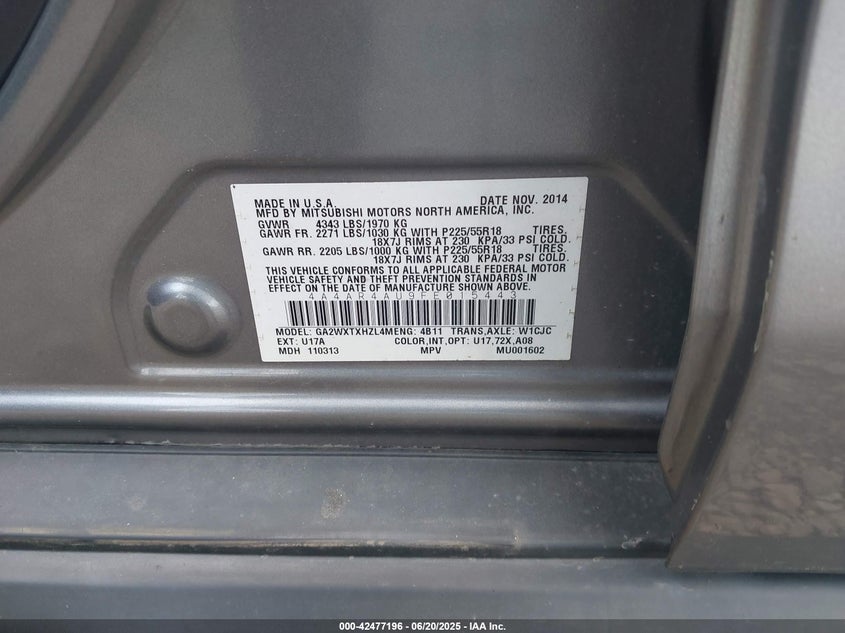 MADE IN U.S.A. DATE NOV. 2014
MFD BY MITSUBISHI MOTORS NORTH AMERICA, INC.
GVWR 4343 LBS/1970 KG
GAWR FR. 2271 LBS/1030 KG WITH P225/55R18 TIRES.
18X7J RIMS AT 230 KPA/33 PSI COLD.
GAWR RR. 2205 LBS/1000 KG WITH P225/55R18 TIRES.
18X7J RIMS AT 230 KPA/33 PSI COLD.
THIS VEHICLE CONFORMS TO ALL APPLICABLE FEDERAL MOTOR
VEHICLE SAFETY AND THEFT PREVENTION STANDARDS IN
EFFECT ON THE DATE OF MANUFACTURE SHOWN ABOVE.
4A4AR4AU9FE015443
MODEL: GA2WXTXHZL4MENG: 4B11 TRANS,AXLE: W1CJC
EXT: U17A COLOR,INT,OPT: U17,72X,A08
MDH 110313 MPV MU001602
000-42477196 - 06/20/2025 - IAA Inc.